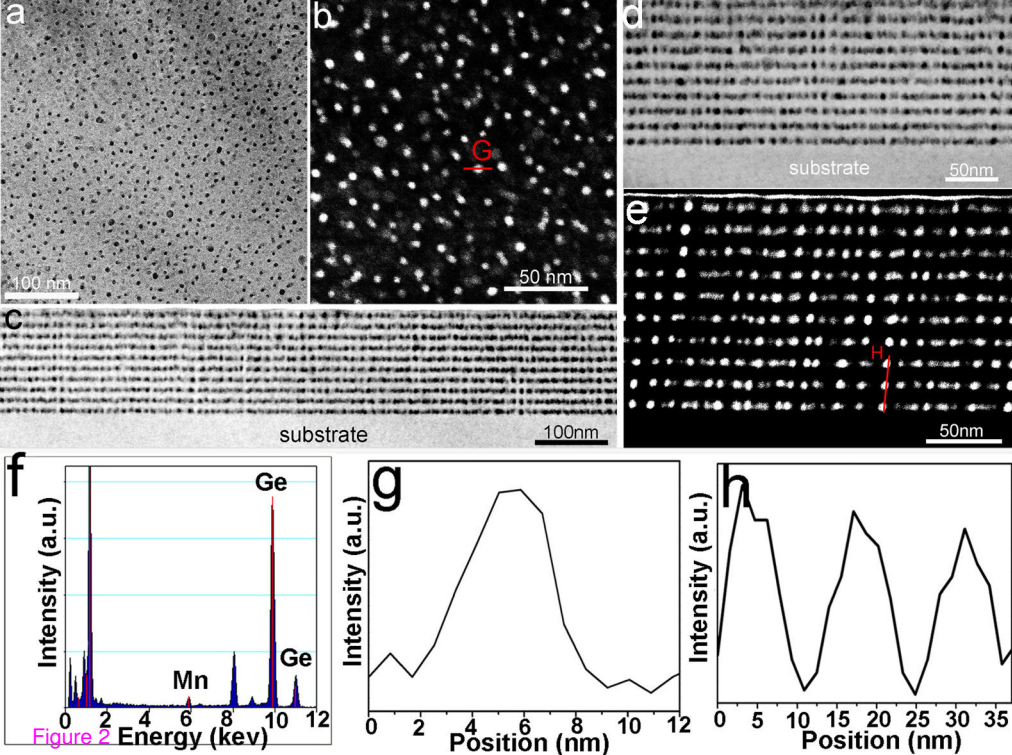 a
100 nm
b
G
50 nm
c
substrate
100nm
d
substrate
50nm
e
H
50nm
f
Intensity (a.u.)
Ge
Ge
Mn
0 2 4 6 8 10 12
Energy (kev)
Figure 2
g
Intensity (a.u.)
0 2 4 6 8 10 12
Position (nm)
h
Intensity (a.u.)
0 5 10 15 20 25 30 35
Position (nm)